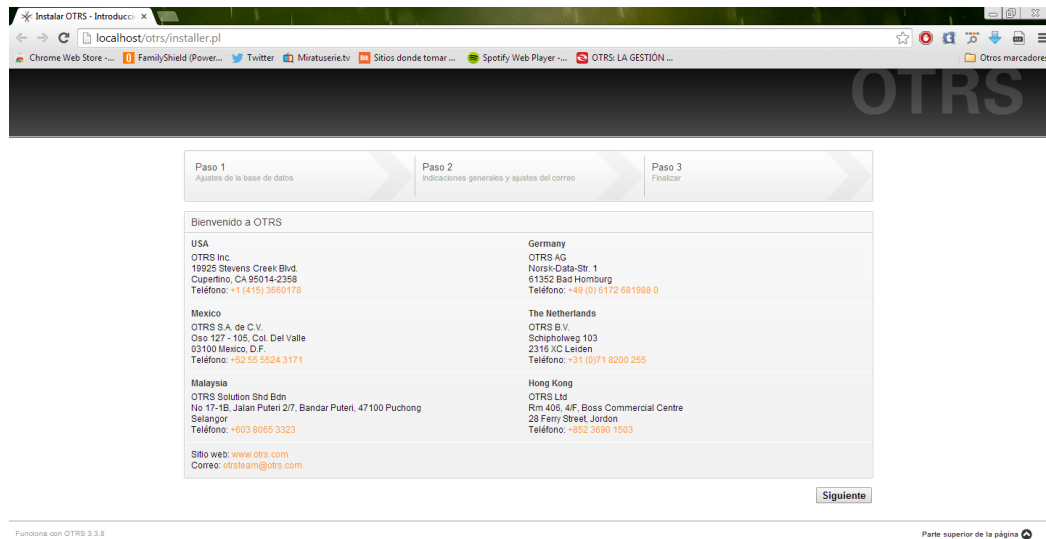 Instalar OTRS - Introducci
localhost/otrs/installer.pl
Chrome Web Store -... FamilyShield (Power... Twitter Miratuserie.tv Sitios donde tomar ... Spotify Web Player -... OTRS: LA GESTIÓN ... Otros marcadores
OTRS
Paso 1
Ajustes de la base de datos
Paso 2
Indicaciones generales y ajustes del correo
Paso 3
Finalizar
Bienvenido a OTRS
USA
OTRS Inc.
19925 Stevens Creek Blvd.
Cupertino, CA 95014-2358
Teléfono: +1 (415) 3660178
Germany
OTRS AG
Norsk-Data-Str. 1
61352 Bad Homburg
Teléfono: +49 (0) 6172 681988 0
Mexico
OTRS S.A. de C.V.
Oso 127 - 105, Col. Del Valle
03100 Mexico, D.F.
Teléfono: +52 55 5524 3171
The Netherlands
OTRS B.V.
Schipholweg 103
2316 XC Leiden
Teléfono: +31 (0)71 8200 255
Malaysia
OTRS Solution Shd Bdn
No 17-1B, Jalan Puteri 2/7, Bandar Puteri, 47100 Puchong
Selangor
Teléfono: +603 8065 3323
Hong Kong
OTRS Ltd
Rm 406, 4/F, Boss Commercial Centre
28 Ferry Street, Jordon
Teléfono: +852 3690 1503
Sitio web: www.otrs.com
Correo: otrsteam@otrs.com
Siguiente
Funciona con OTRS 3.3.8
Parte superior de la página